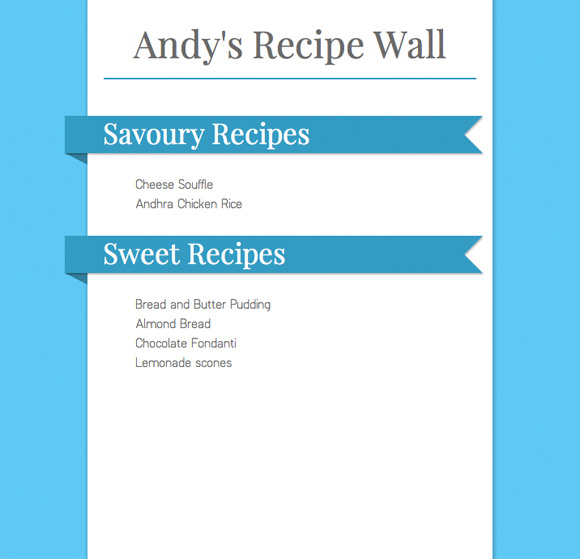 Andy's Recipe Wall
Savoury Recipes
Cheese Souffle
Andhra Chicken Rice
Sweet Recipes
Bread and Butter Pudding
Almond Bread
Chocolate Fondanti
Lemonade scones